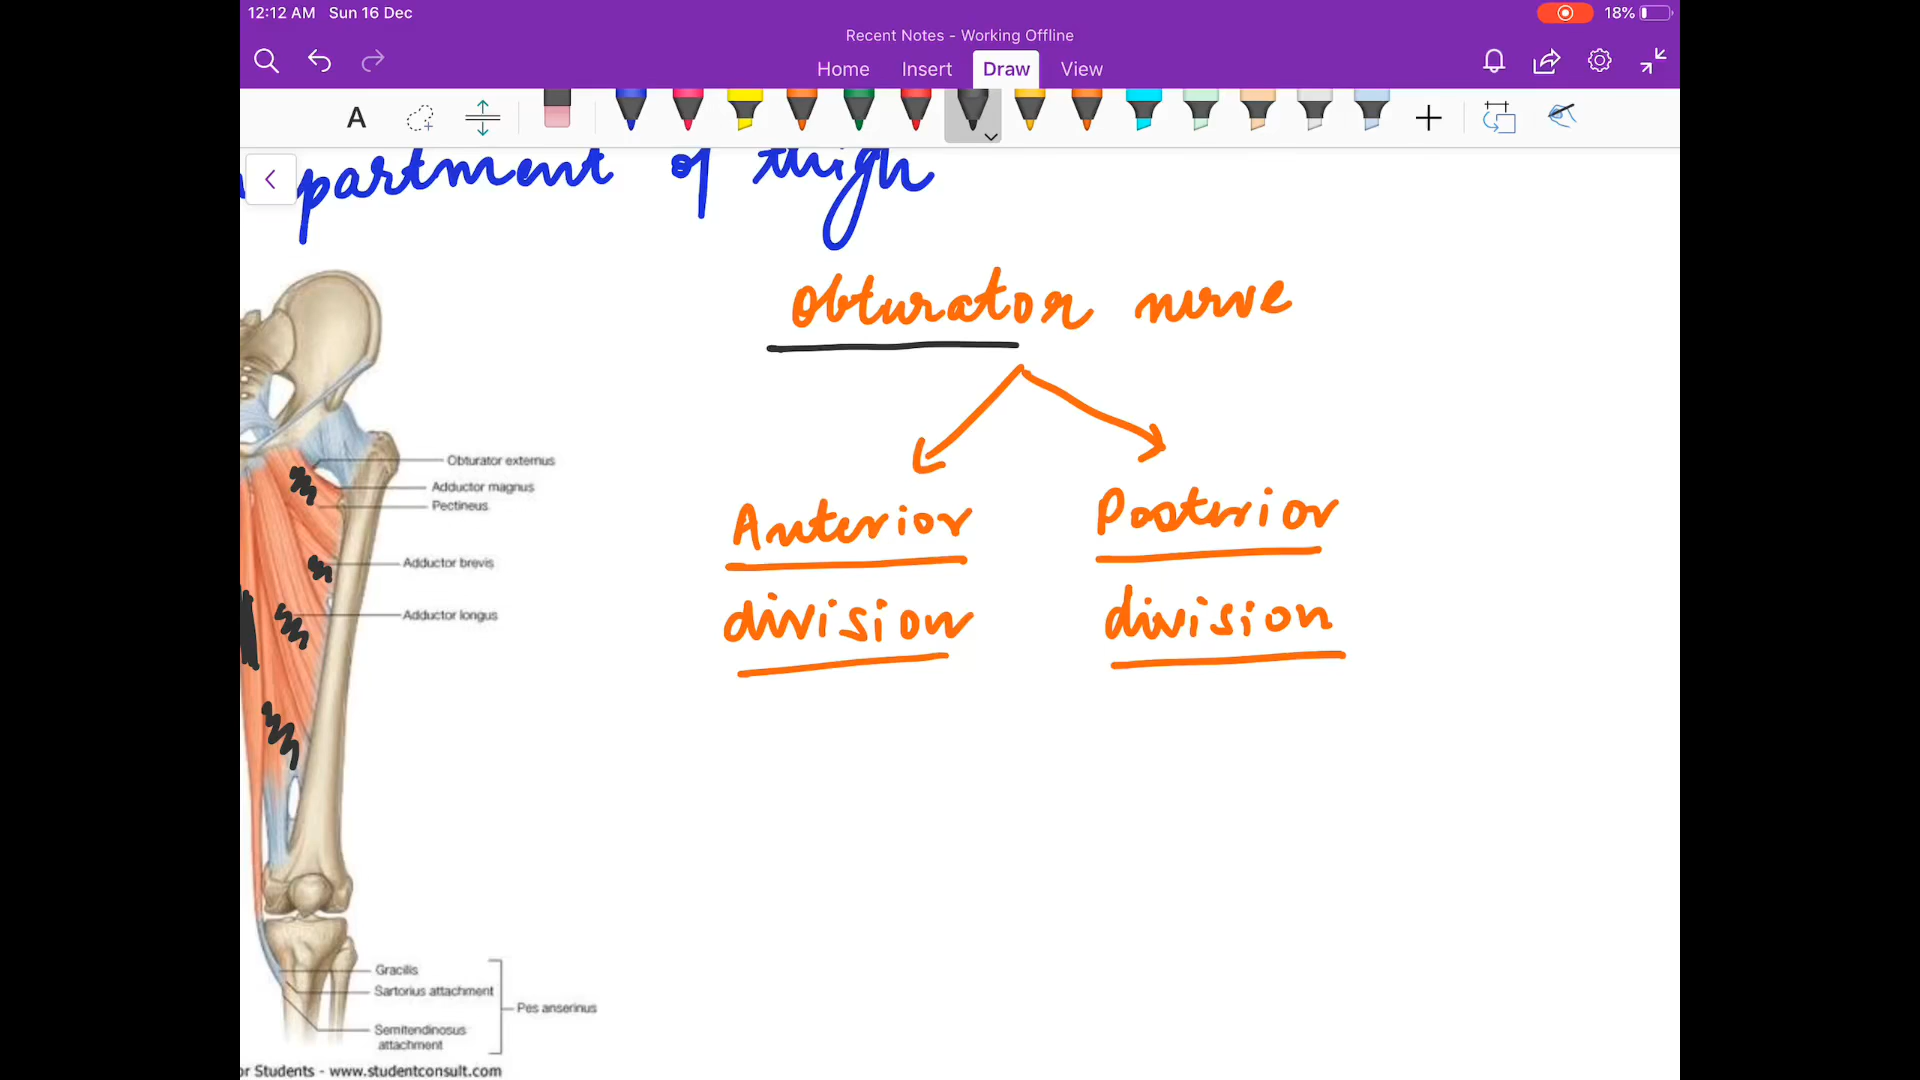 12:12 AM Sun 16 Dec
18%
Recent Notes - Working Offline
Home Insert Draw View
A
partment of thigh
Obturator nerve
Obturator externus
Adductor magnus
Pectineus
Adductor brevis
Adductor longus
Anterior
division
Posterior
division
Gracilis
Sartorius attachment
Semitendinosus
attachment
Pes anserinus
or Students - www.studentconsult.com